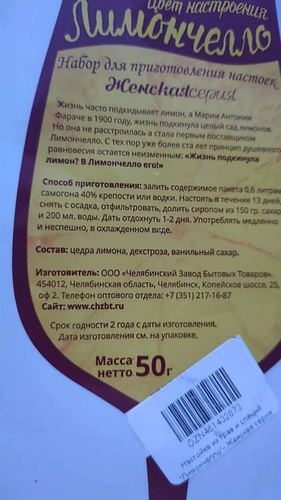 Цвет настроения
Лимончелло
Набор для приготовления настоек
Женская серия
Жизнь часто подкидывает лимон, а Марии Антонии
Фараче в 1900 году, жизнь подкинула целый сад лимонов.
Но она не расстроилась а стала первым поставщиком
Лимончелло. С тех пор уже более ста лет принцип душевного
равновесия остается неизменным: «Жизнь подкинула
лимон? В Лимончелло его!»
Способ приготовления: залить содержимое пакета 0,6 литрам
самогона 40% крепости или водки. Настоять в течение 13 дней,
снять с осадка, отфильтровать, долить сиропом из 150 гр. сахар
и 200 мл. воды. Дать отдохнуть 1-2 дня. Употреблять медленно
и неспешно, в охлажденном виде.
Состав: цедра лимона, декстроза, ванильный сахар.
Изготовитель: ООО «Челябинский Завод Бытовых Товаров».
454012, Челябинская область, Челябинск, Копейское шоссе, 25,
оф 2. Телефон оптового отдела: +7 (351) 217-16-87
Сайт: www.chzbt.ru
Срок годности 2 года с даты изготовления.
Дата изготовления см. на упаковке.
Масса
нетто 50г
OZN461432873
Настойка из трав и специй
"Лимончелло" Женская серия